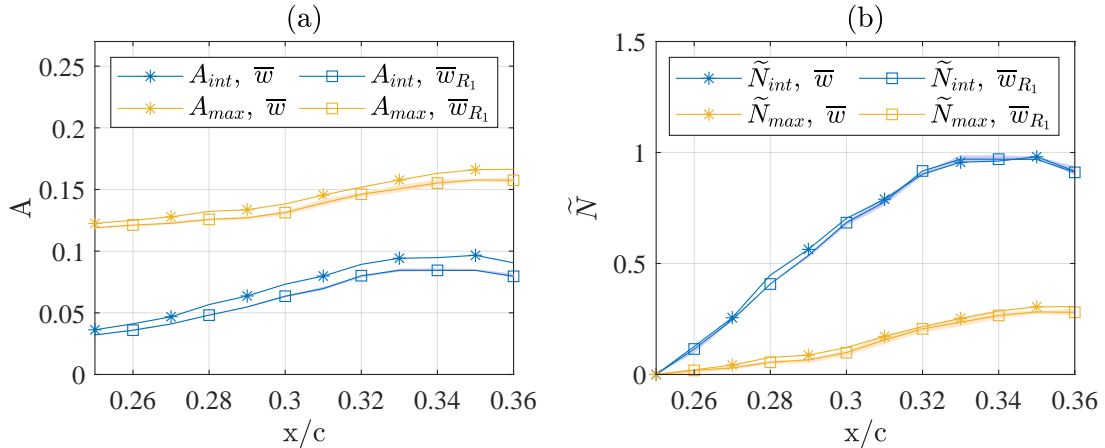 (a)
A_int, w̅   A_int, w̅_R₁
A_max, w̅   A_max, w̅_R₁
0.25
0.2
0.15
0.1
0.05
0
A
0.26 0.28 0.3 0.32 0.34 0.36
x/c
(b)
Ñ_int, w̅   Ñ_int, w̅_R₁
Ñ_max, w̅   Ñ_max, w̅_R₁
1.5
1
0.5
0
Ñ
0.26 0.28 0.3 0.32 0.34 0.36
x/c